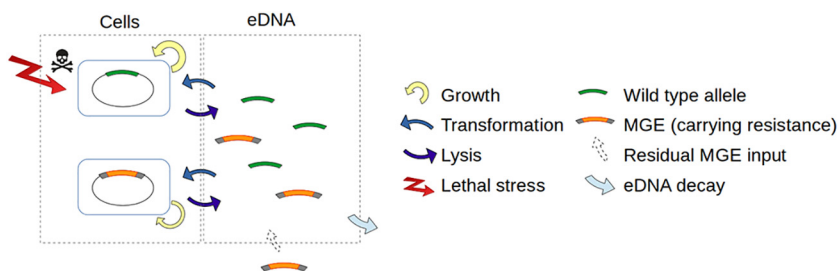 Cells
eDNA
Growth
Transformation
Lysis
Lethal stress
Wild type allele
MGE (carrying resistance)
Residual MGE input
eDNA decay